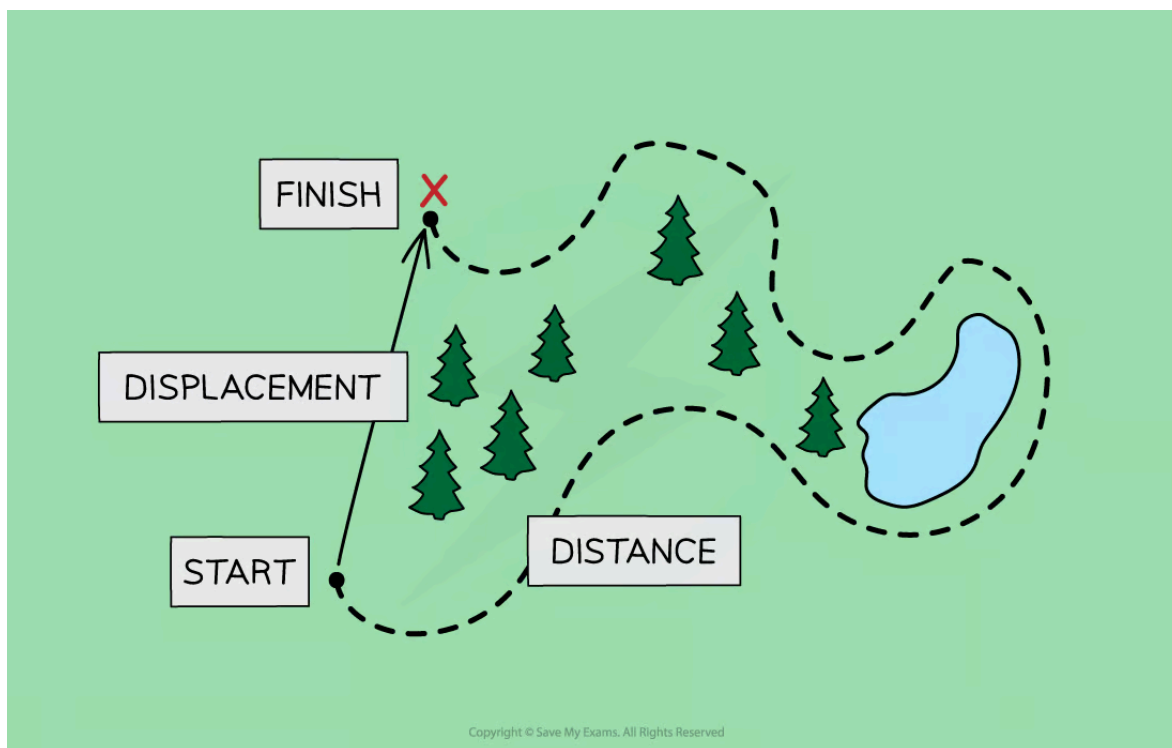 FINISH
DISPLACEMENT
START
DISTANCE
Copyright © Save My Exams. All Rights Reserved